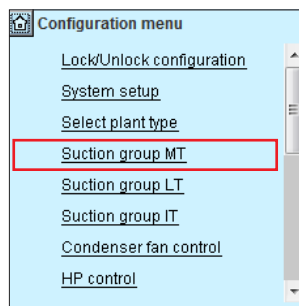 Configuration menu
Lock/Unlock configuration
System setup
Select plant type
Suction group MT
Suction group LT
Suction group IT
Condenser fan control
HP control